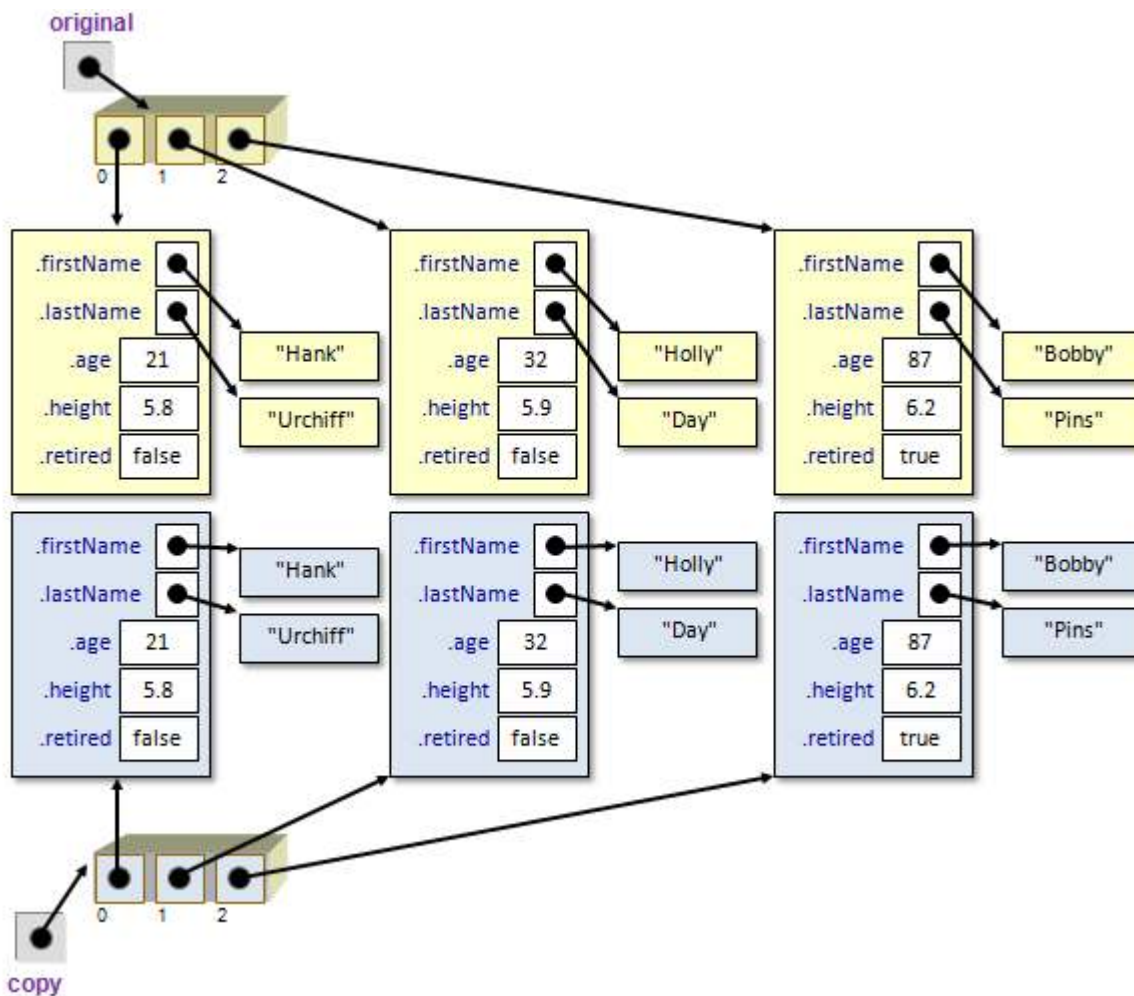 original
0 1 2
.firstName .firstName .firstName
.lastName .lastName .lastName
"Hank" "Holly" "Bobby"
.age 21 .age 32 .age 87
.height 5.8 .height 5.9 .height 6.2
"Urchiff" "Day" "Pins"
.retired false .retired false .retired true
.firstName .firstName .firstName
"Hank" "Holly" "Bobby"
.lastName .lastName .lastName
"Urchiff" "Day" "Pins"
.age 21 .age 32 .age 87
.height 5.8 .height 5.9 .height 6.2
.retired false .retired false .retired true
0 1 2
copy